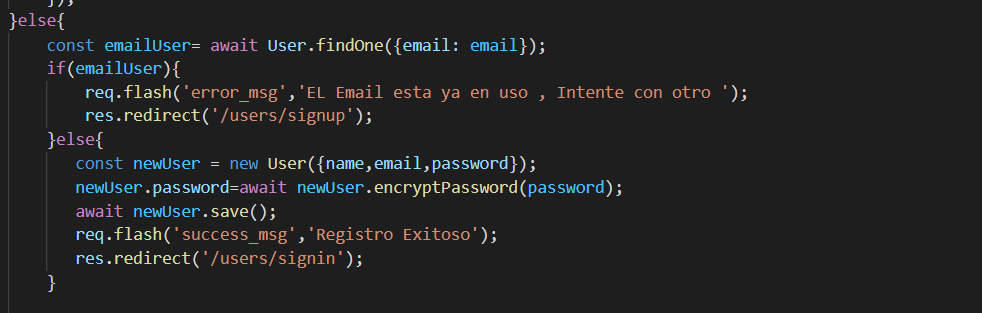 });
}else{
const emailUser= await User.findOne({email: email});
if(emailUser){
req.flash('error_msg','EL Email esta ya en uso , Intente con otro ');
res.redirect('/users/signup');
}else{
const newUser = new User({name,email,password});
newUser.password=await newUser.encryptPassword(password);
await newUser.save();
req.flash('success_msg','Registro Exitoso');
res.redirect('/users/signin');
}